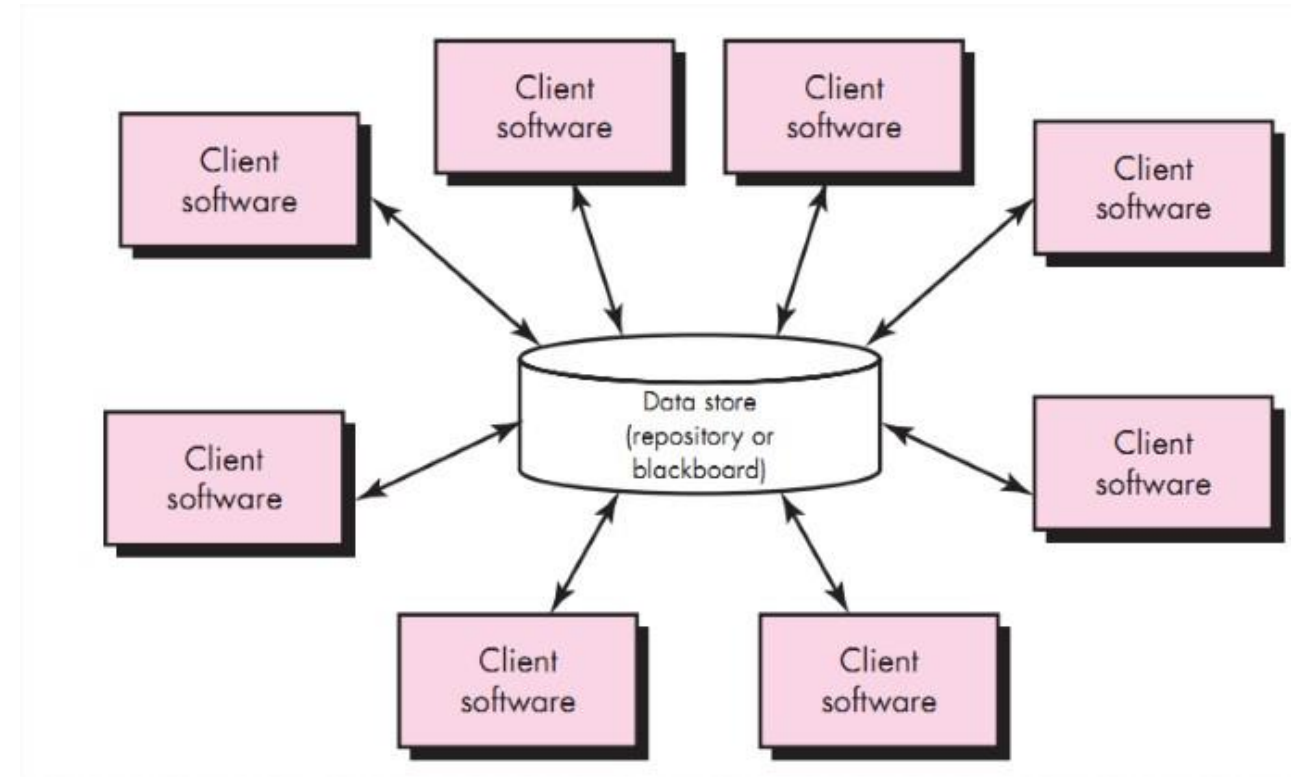 Client
software
Client
software
Client
software
Client
software
Data store
(repository or
blackboard)
Client
software
Client
software
Client
software
Client
software